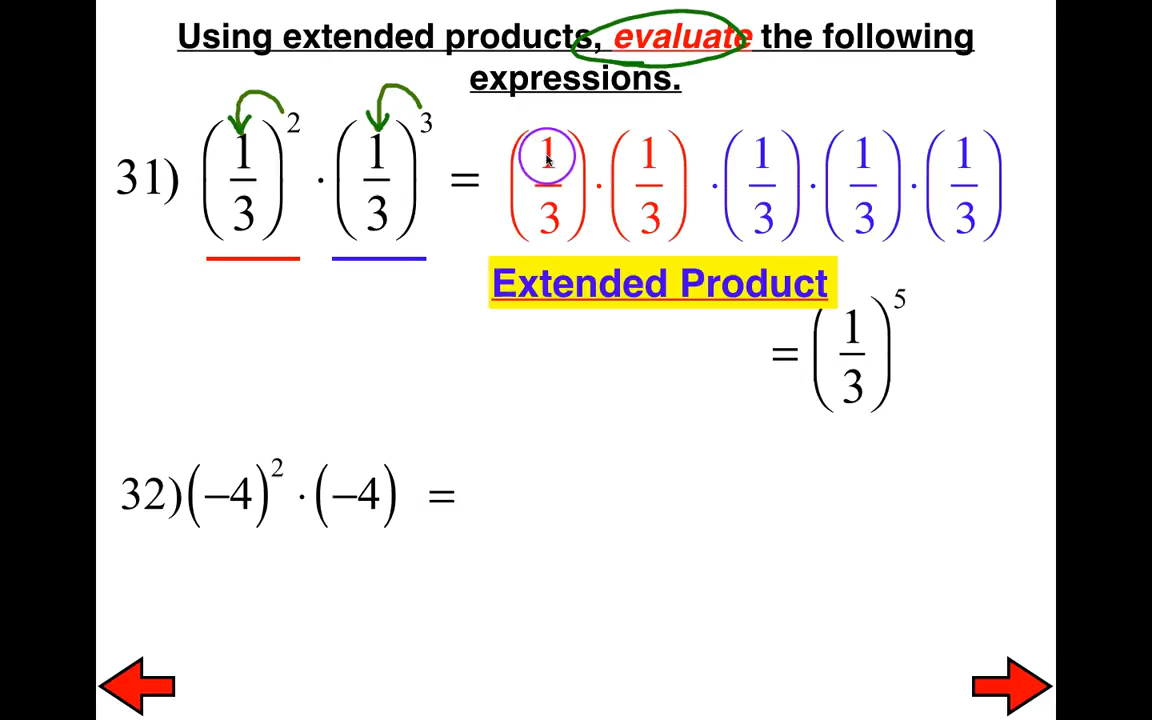 Using extended products, evaluate the following
expressions.
31) (1/3)² · (1/3)³ = (1/3) · (1/3) · (1/3) · (1/3) · (1/3)
Extended Product
= (1/3)⁵
32)(−4)² · (−4) =